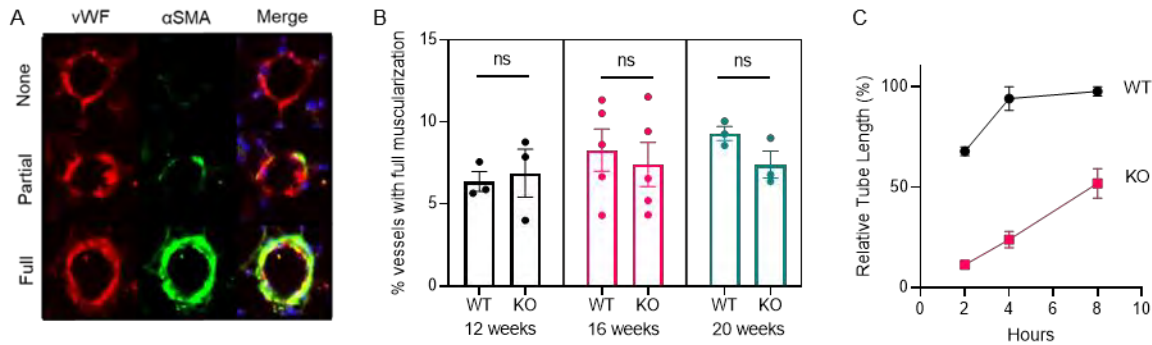 A
vWF αSMA Merge
None
Partial
Full
B
% vessels with full muscularization
15
10
5
0
ns ns ns
WT KO WT KO WT KO
12 weeks 16 weeks 20 weeks
C
Relative Tube Length (%)
100
50
0
WT
KO
0 2 4 6 8 10
Hours